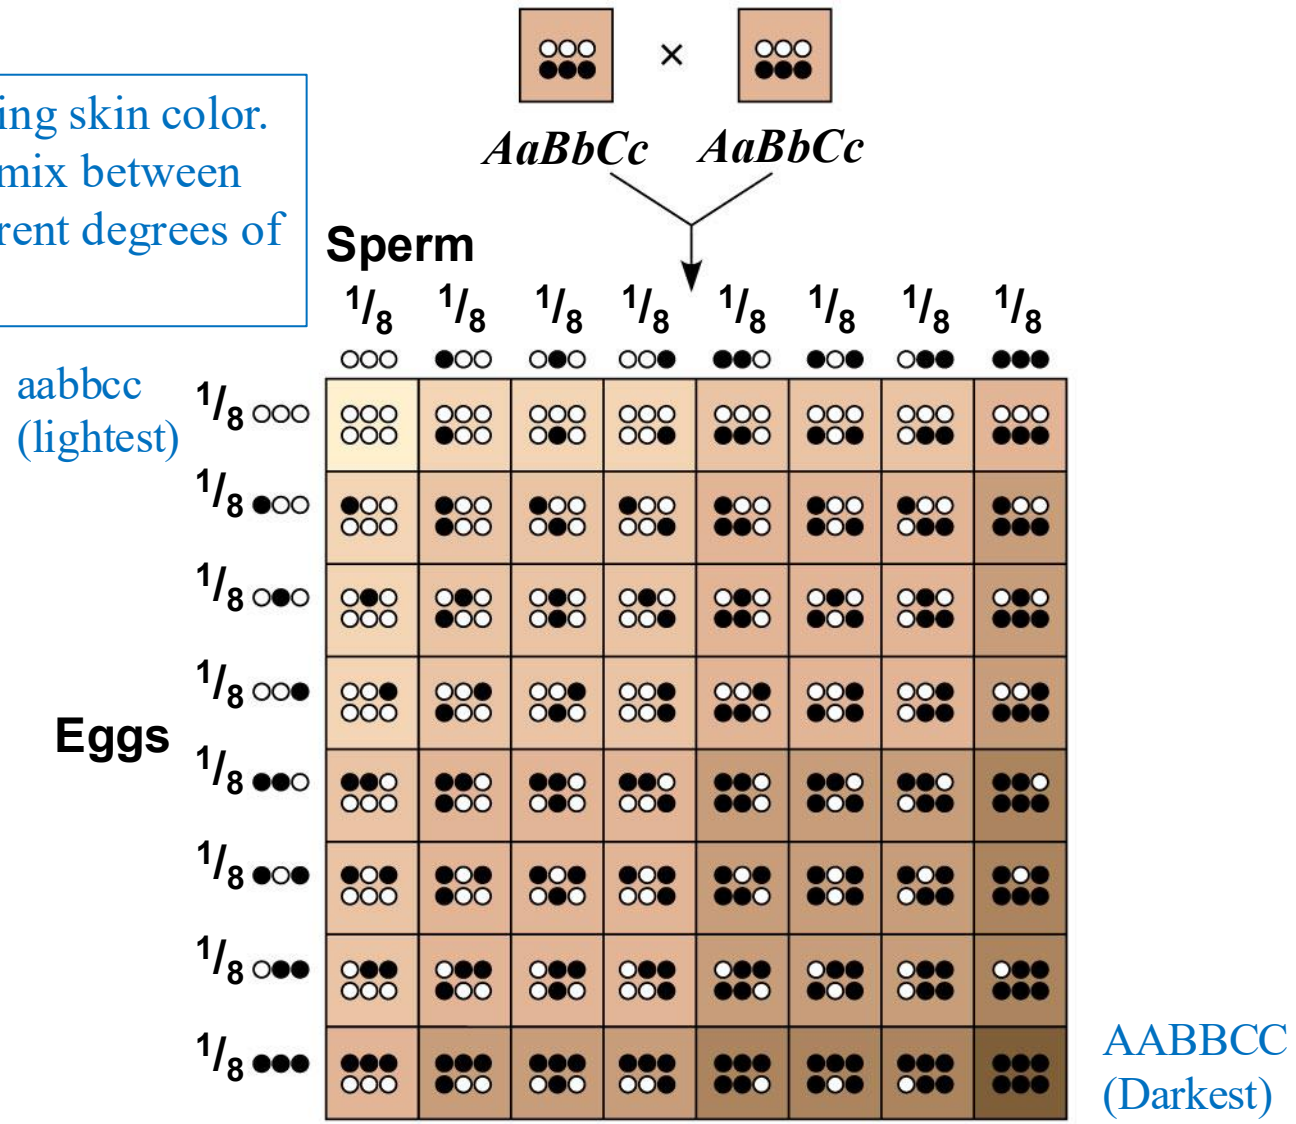 AaBbCc AaBbCc
ing skin color.
mix between
rent degrees of
Sperm
1/8 1/8 1/8 1/8 1/8 1/8 1/8 1/8
aabbcc
(lightest)
1/8
1/8
1/8
1/8
Eggs
1/8
1/8
1/8
1/8
AABBCC
(Darkest)